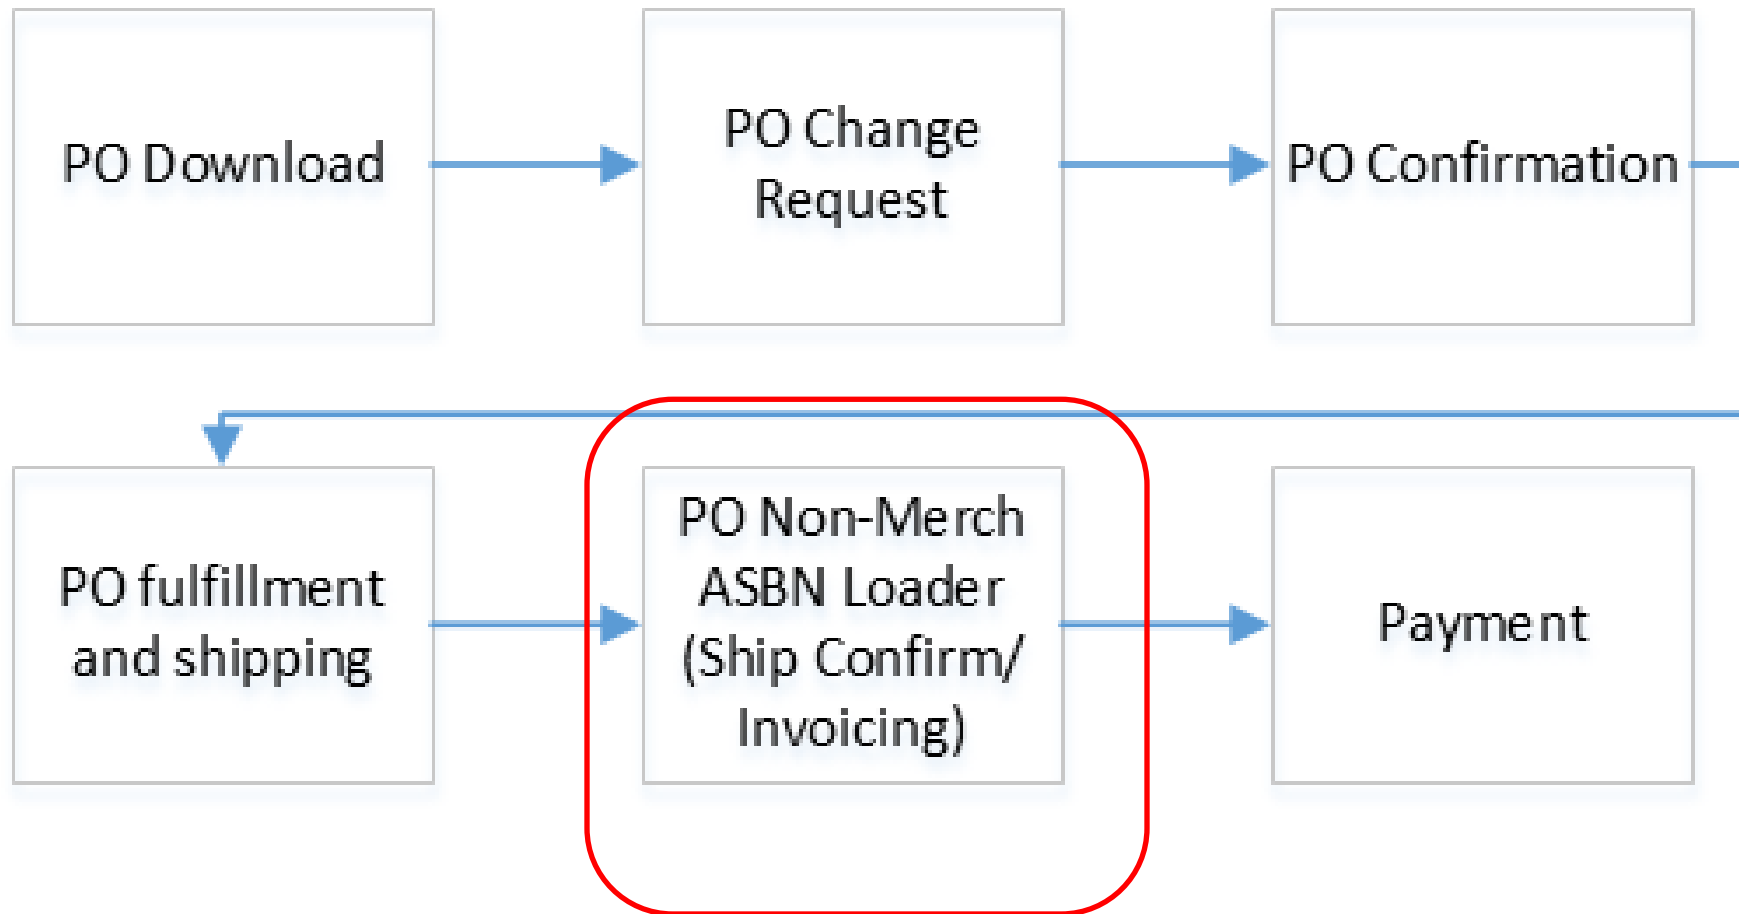 PO Download
PO Change
Request
PO Confirmation
PO fulfillment
and shipping
PO Non-Merch
ASBN Loader
(Ship Confirm/
Invoicing)
Payment